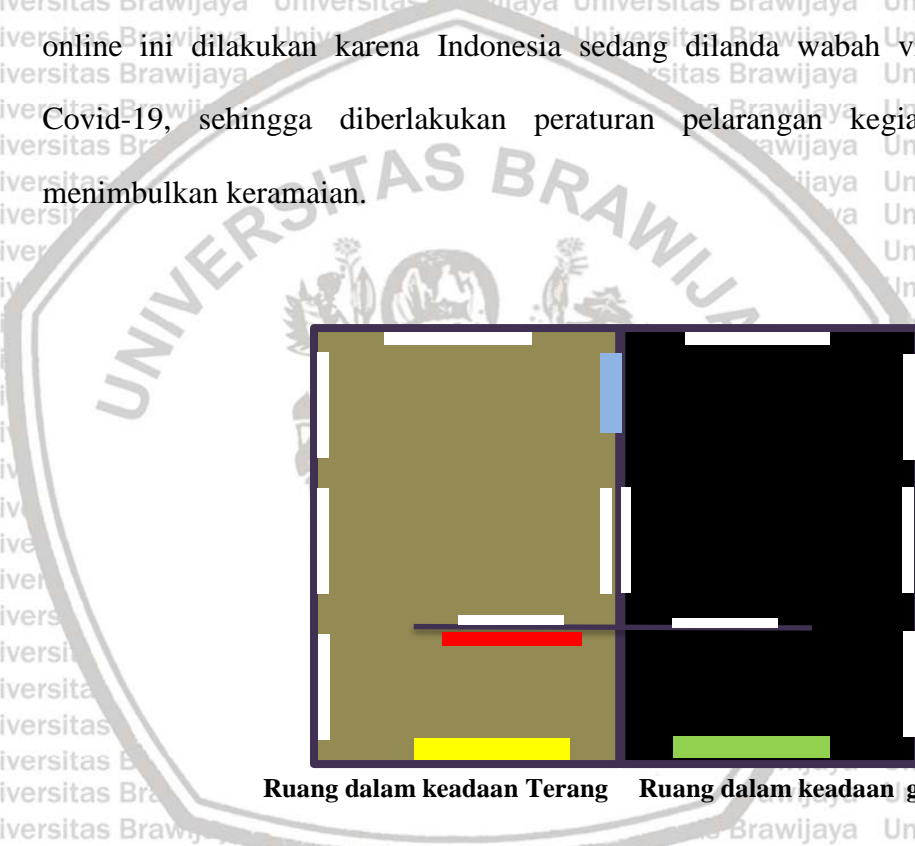 online ini dilakukan karena Indonesia sedang dilanda wabah
Covid-19, sehingga diberlakukan peraturan pelarangan
menimbulkan keramaian.
UNIVERSITAS
Ruang dalam keadaan Terang Ruang dalam keadaan